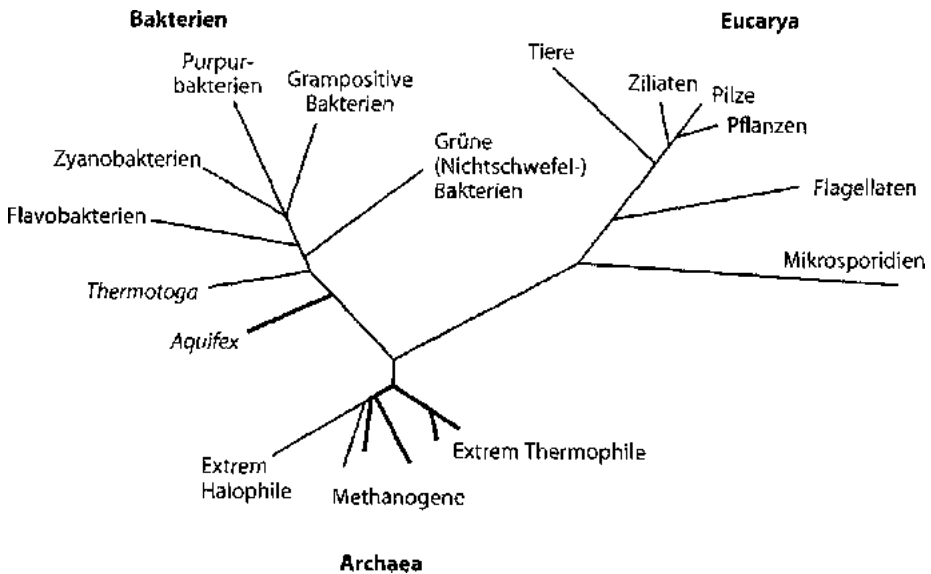 Bakterien
Eucarya
Purpur-
bakterien
Grampositive
Bakterien
Tiere
Ziliaten
Pilze
Pflanzen
Zyanobakterien
Grüne
(Nichtschwefel-)
Bakterien
Flagellaten
Flavobakterien
Mikrosporidien
Thermotoga
Aquifex
Extrem
Halophile
Methanogene
Extrem Thermophile
Archaea